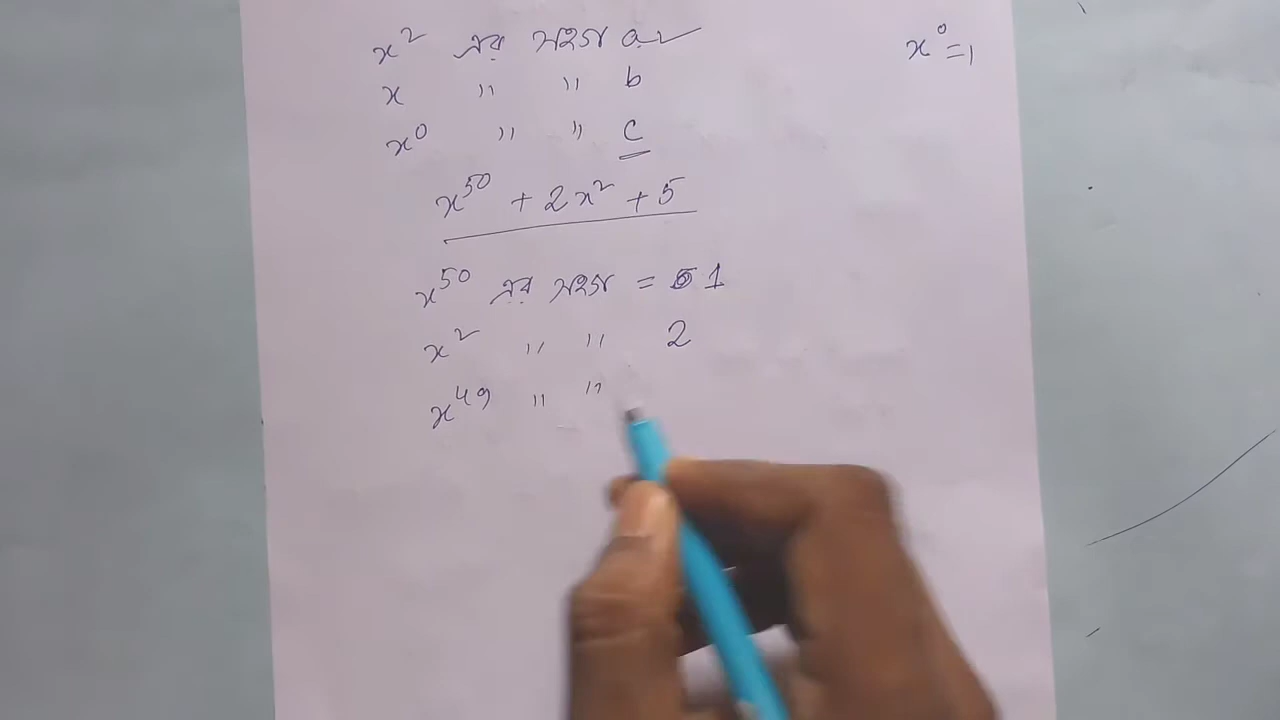 x² এর সহগ a
x⁰ = 1
x " " b
x⁰ " " c
x⁵⁰ + 2x² + 5
x⁵⁰ এর সহগ = 1
x² " " 2
x⁴⁹ " "